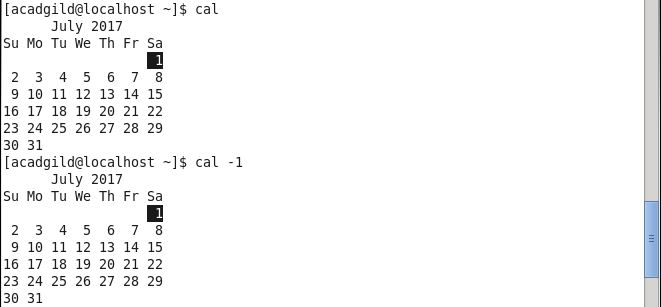 [acadgild@localhost ~]$ cal
      July 2017
Su Mo Tu We Th Fr Sa
                   1
 2  3  4  5  6  7  8
 9 10 11 12 13 14 15
16 17 18 19 20 21 22
23 24 25 26 27 28 29
30 31
[acadgild@localhost ~]$ cal -1
      July 2017
Su Mo Tu We Th Fr Sa
                   1
 2  3  4  5  6  7  8
 9 10 11 12 13 14 15
16 17 18 19 20 21 22
23 24 25 26 27 28 29
30 31